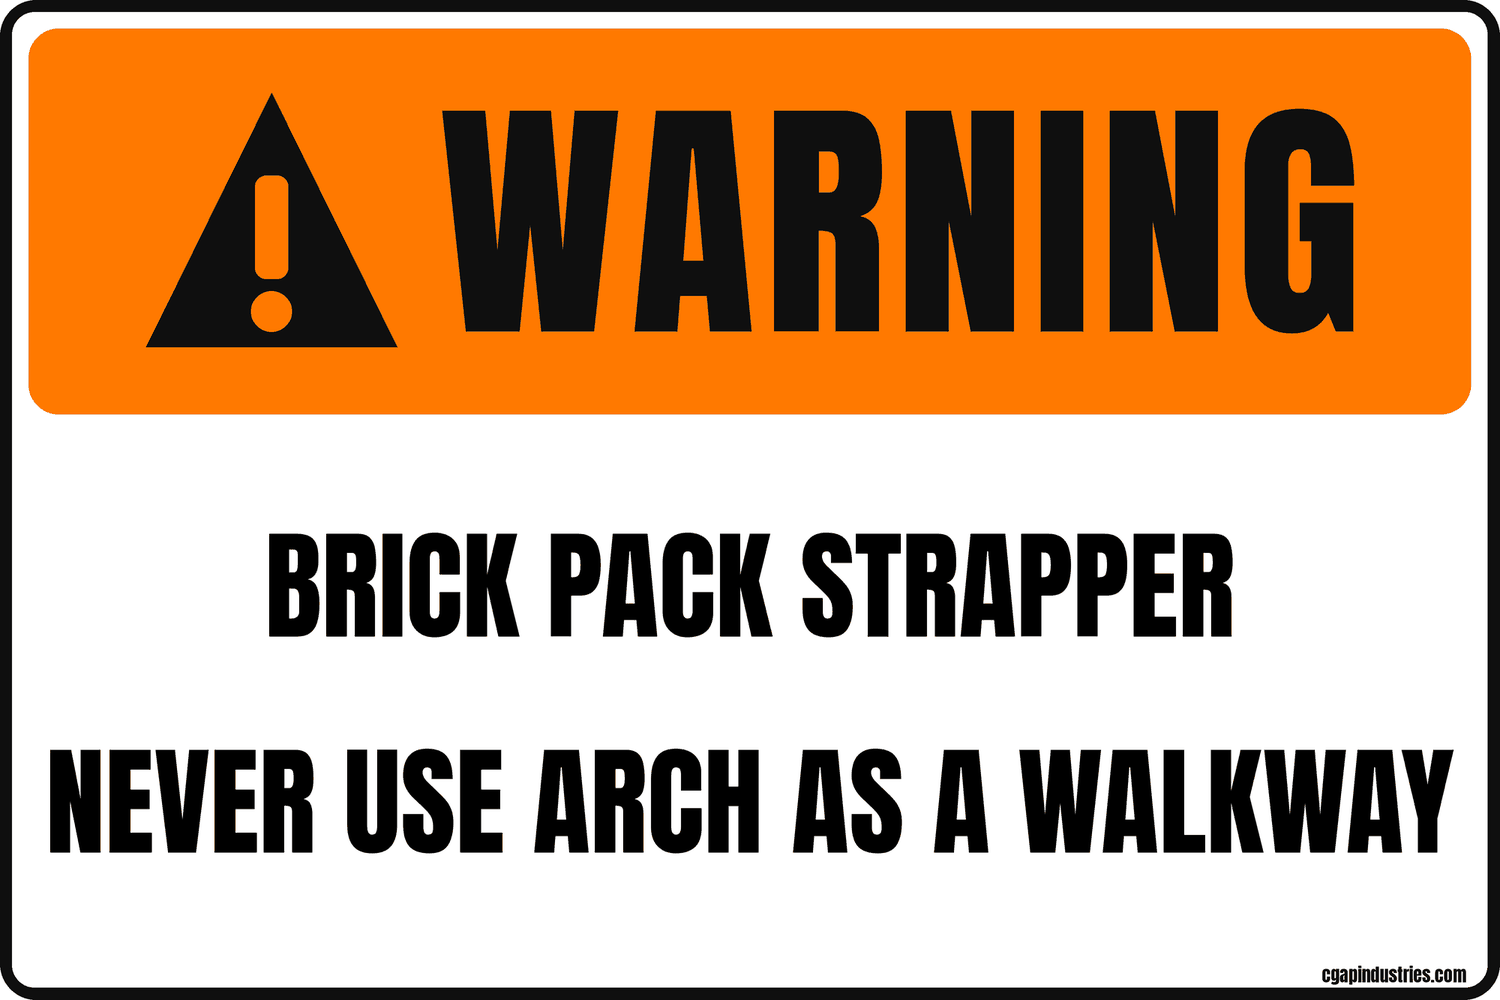 WARNING
BRICK PACK STRAPPER
NEVER USE ARCH AS A WALKWAY
cgapindustries.com